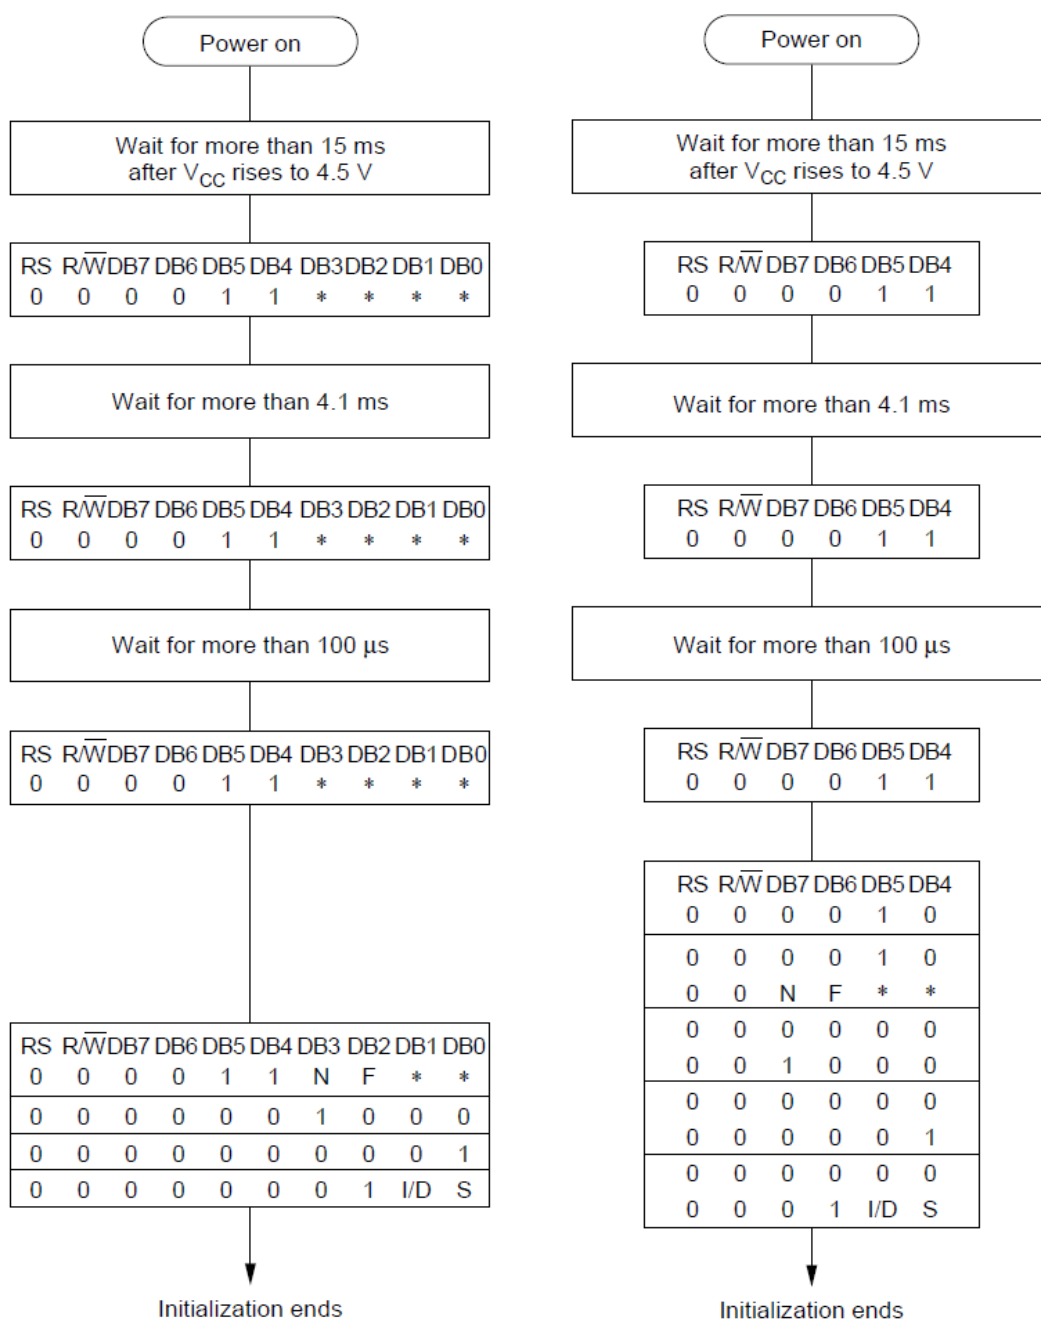 Power on
Wait for more than 15 ms
after VCC rises to 4.5 V
RS R/W DB7 DB6 DB5 DB4 DB3 DB2 DB1 DB0
0 0 0 0 1 1 * * * *
Wait for more than 4.1 ms
RS R/W DB7 DB6 DB5 DB4 DB3 DB2 DB1 DB0
0 0 0 0 1 1 * * * *
Wait for more than 100 µs
RS R/W DB7 DB6 DB5 DB4 DB3 DB2 DB1 DB0
0 0 0 0 1 1 * * * *
RS R/W DB7 DB6 DB5 DB4 DB3 DB2 DB1 DB0
0 0 0 0 1 1 N F * *
0 0 0 0 0 0 1 0 0 0
0 0 0 0 0 0 0 0 0 1
0 0 0 0 0 0 0 1 I/D S
Initialization ends
Power on
Wait for more than 15 ms
after VCC rises to 4.5 V
RS R/W DB7 DB6 DB5 DB4
0 0 0 0 1 1
Wait for more than 4.1 ms
RS R/W DB7 DB6 DB5 DB4
0 0 0 0 1 1
Wait for more than 100 µs
RS R/W DB7 DB6 DB5 DB4
0 0 0 0 1 1
RS R/W DB7 DB6 DB5 DB4
0 0 0 0 1 0
0 0 0 0 1 0
0 0 N F * *
0 0 0 0 0 0
0 0 1 0 0 0
0 0 0 0 0 0
0 0 0 0 0 1
0 0 0 0 0 0
0 0 0 1 I/D S
Initialization ends